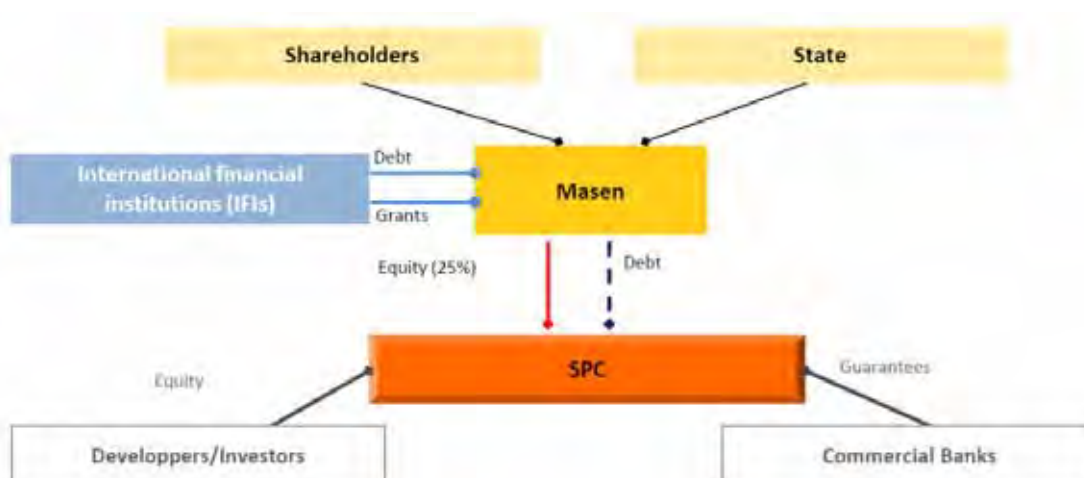 Shareholders
State
Debt
International financial
institutions (IFIs)
Masen
Grants
Equity (25%)
Debt
SPC
Equity
Guarantees
Developpers/Investors
Commercial Banks